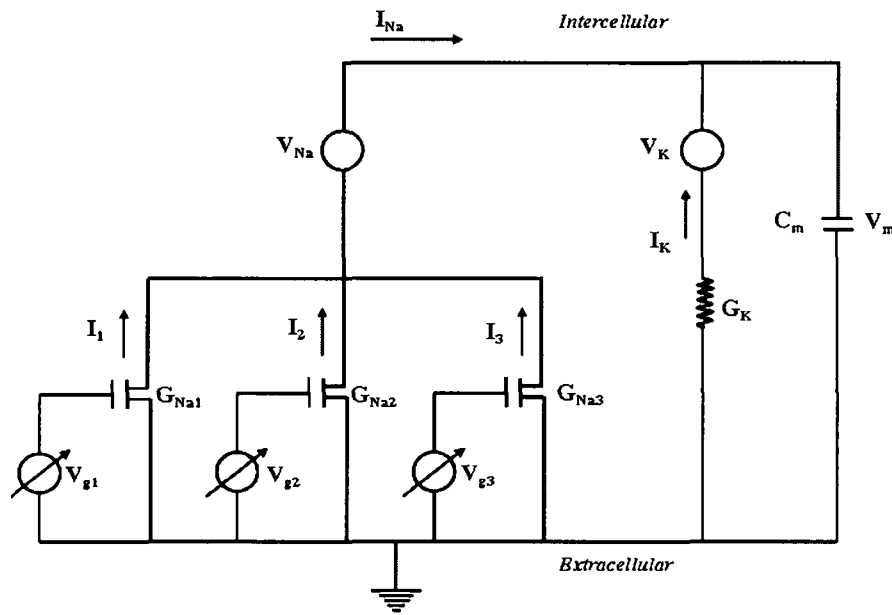 I_Na
Intercellular
V_Na
V_K
I_K
C_m
V_m
G_K
I_1
I_2
I_3
G_Na1
G_Na2
G_Na3
V_g1
V_g2
V_g3
Extracellular